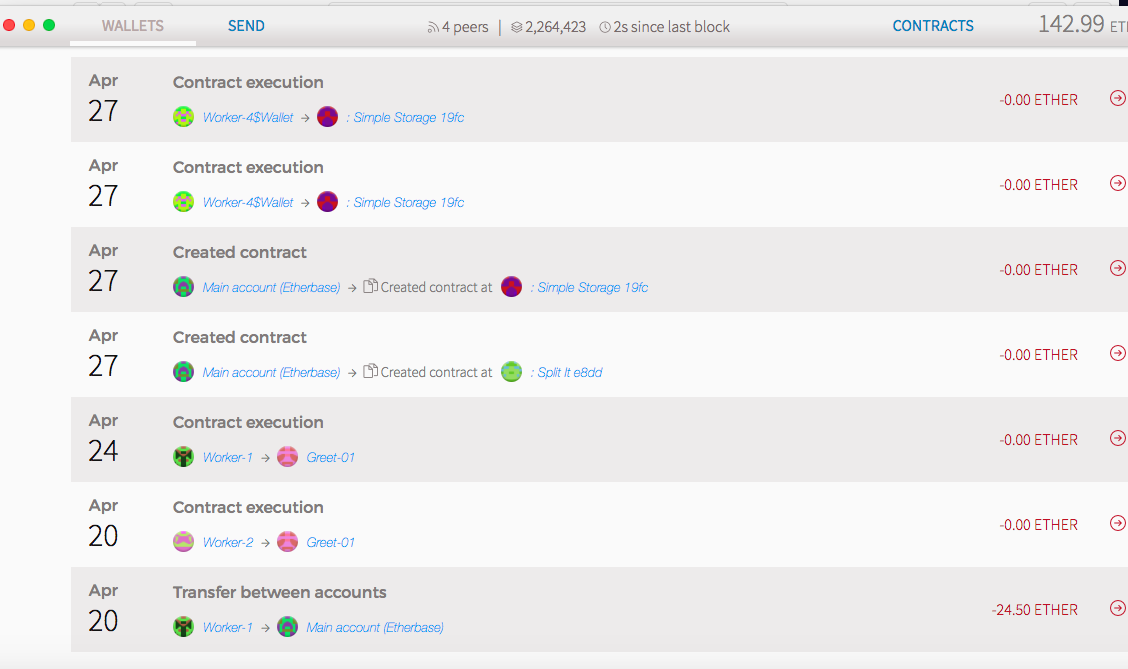 WALLETS SEND 4 peers | 2,264,423 2s since last block CONTRACTS 142.99
Apr
27
Contract execution
Worker-4$Wallet → : Simple Storage 19fc
-0.00 ETHER
Apr
27
Contract execution
Worker-4$Wallet → : Simple Storage 19fc
-0.00 ETHER
Apr
27
Created contract
Main account (Etherbase) → Created contract at : Simple Storage 19fc
-0.00 ETHER
Apr
27
Created contract
Main account (Etherbase) → Created contract at : Split It e8dd
-0.00 ETHER
Apr
24
Contract execution
Worker-1 → Greet-01
-0.00 ETHER
Apr
20
Contract execution
Worker-2 → Greet-01
-0.00 ETHER
Apr
20
Transfer between accounts
Worker-1 → Main account (Etherbase)
-24.50 ETHER